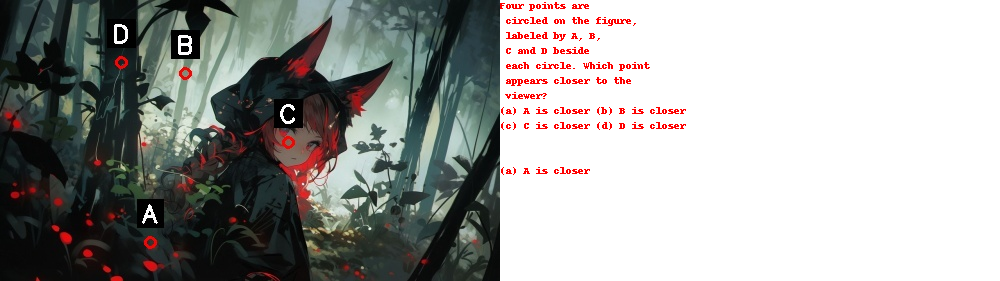 D
B
C
A
Four points are
circled on the figure,
labeled by A, B,
C and D beside
each circle. Which point
appears closer to the
viewer?
(a) A is closer (b) B is closer
(c) C is closer (d) D is closer
(a) A is closer